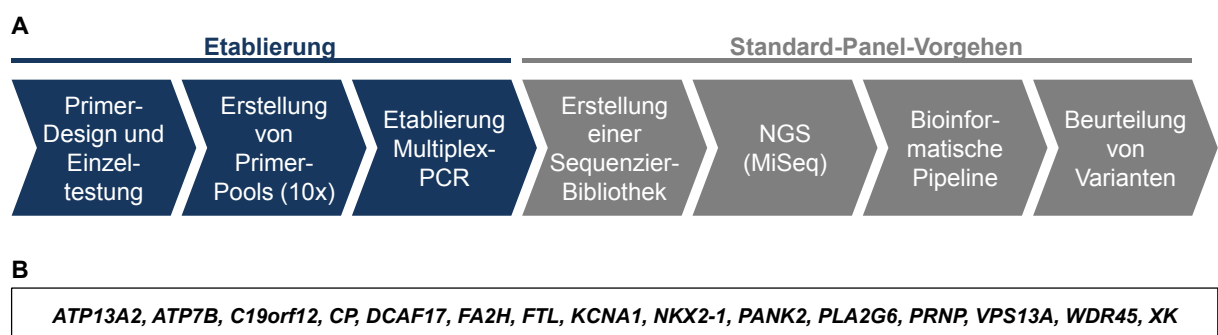 A
Etablierung
Standard-Panel-Vorgehen
Primer-
Design und
Einzel-
testung
Erstellung
von
Primer-
Pools (10x)
Etablierung
Multiplex-
PCR
Erstellung
einer
Sequenzier-
Bibliothek
NGS
(MiSeq)
Bioinfor-
matische
Pipeline
Beurteilung
von
Varianten
B
ATP13A2, ATP7B, C19orf12, CP, DCAF17, FA2H, FTL, KCNA1, NKX2-1, PANK2, PLA2G6, PRNP, VPS13A, WDR45, XK